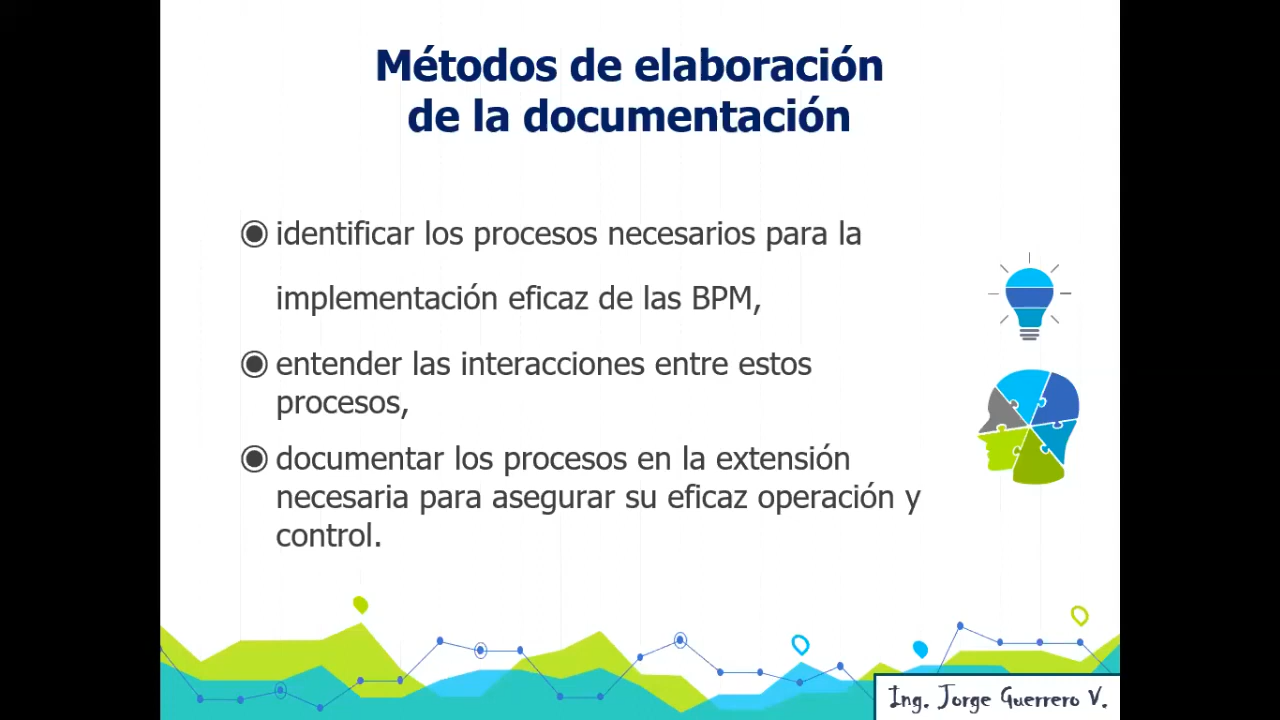 Métodos de elaboración
de la documentación
identificar los procesos necesarios para la
implementación eficaz de las BPM,
entender las interacciones entre estos
procesos,
documentar los procesos en la extensión
necesaria para asegurar su eficaz operación y
control.
Ing. Jorge Guerrero V.